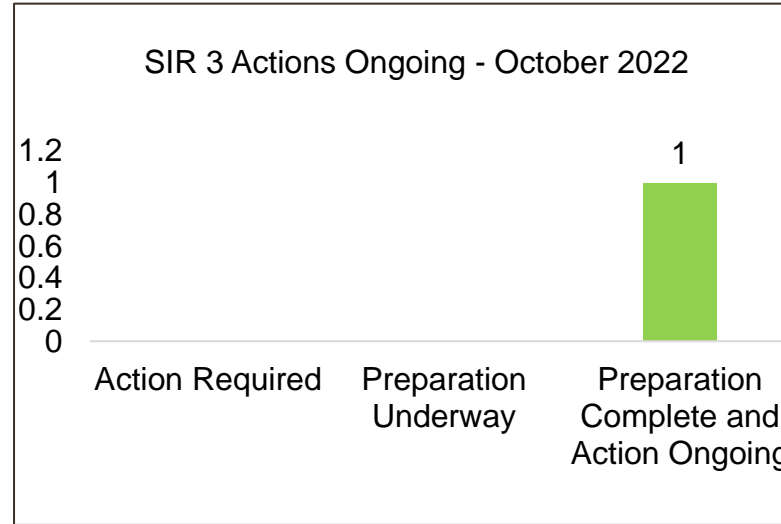 SIR 3 Actions Ongoing - October 2022
1.2
1
0.8
0.6
0.4
0.2
0
1
Action Required
Preparation
Underway
Preparation
Complete and
Action Ongoing